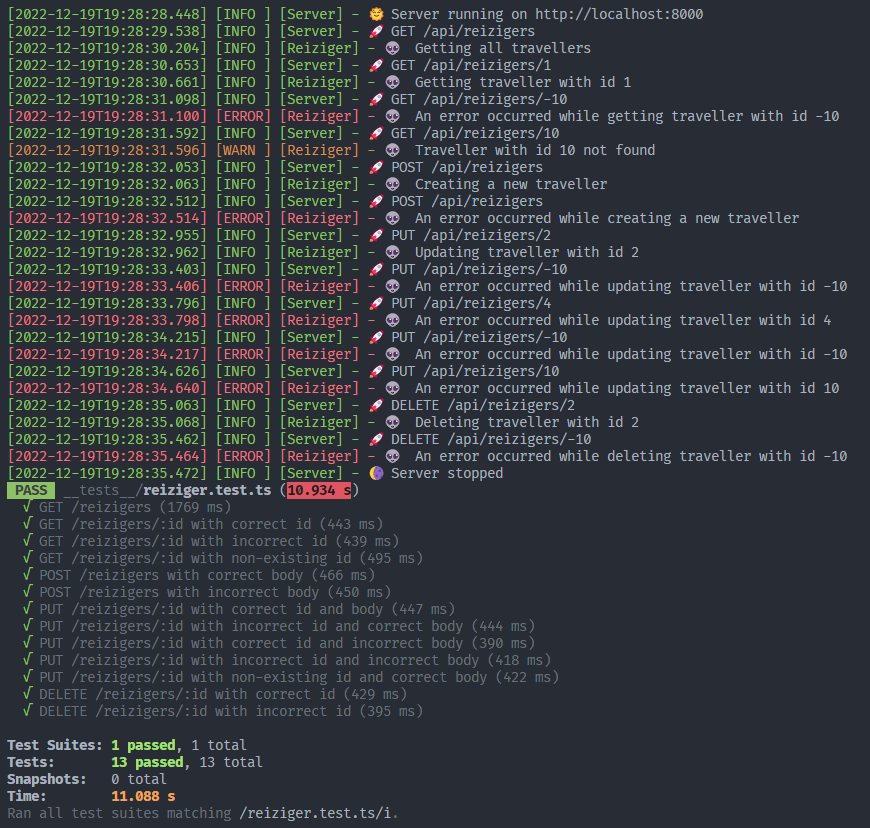 [2022-12-19T19:28:28.448] [INFO ] [Server] - 🌞 Server running on http://localhost:8000
[2022-12-19T19:28:29.538] [INFO ] [Server] - 🚀 GET /api/reizigers
[2022-12-19T19:28:30.204] [INFO ] [Reiziger] - 👽 Getting all travellers
[2022-12-19T19:28:30.653] [INFO ] [Server] - 🚀 GET /api/reizigers/1
[2022-12-19T19:28:30.661] [INFO ] [Reiziger] - 👽 Getting traveller with id 1
[2022-12-19T19:28:31.098] [INFO ] [Server] - 🚀 GET /api/reizigers/-10
[2022-12-19T19:28:31.100] [ERROR] [Reiziger] - 👽 An error occurred while getting traveller with id -10
[2022-12-19T19:28:31.592] [INFO ] [Server] - 🚀 GET /api/reizigers/10
[2022-12-19T19:28:31.596] [WARN ] [Reiziger] - 👽 Traveller with id 10 not found
[2022-12-19T19:28:32.053] [INFO ] [Server] - 🚀 POST /api/reizigers
[2022-12-19T19:28:32.063] [INFO ] [Reiziger] - 👽 Creating a new traveller
[2022-12-19T19:28:32.512] [INFO ] [Server] - 🚀 POST /api/reizigers
[2022-12-19T19:28:32.514] [ERROR] [Reiziger] - 👽 An error occurred while creating a new traveller
[2022-12-19T19:28:32.955] [INFO ] [Server] - 🚀 PUT /api/reizigers/2
[2022-12-19T19:28:32.962] [INFO ] [Reiziger] - 👽 Updating traveller with id 2
[2022-12-19T19:28:33.403] [INFO ] [Server] - 🚀 PUT /api/reizigers/-10
[2022-12-19T19:28:33.406] [ERROR] [Reiziger] - 👽 An error occurred while updating traveller with id -10
[2022-12-19T19:28:33.796] [INFO ] [Server] - 🚀 PUT /api/reizigers/4
[2022-12-19T19:28:33.798] [ERROR] [Reiziger] - 👽 An error occurred while updating traveller with id 4
[2022-12-19T19:28:34.215] [INFO ] [Server] - 🚀 PUT /api/reizigers/-10
[2022-12-19T19:28:34.217] [ERROR] [Reiziger] - 👽 An error occurred while updating traveller with id -10
[2022-12-19T19:28:34.626] [INFO ] [Server] - 🚀 PUT /api/reizigers/10
[2022-12-19T19:28:34.640] [ERROR] [Reiziger] - 👽 An error occurred while updating traveller with id 10
[2022-12-19T19:28:35.063] [INFO ] [Server] - 🚀 DELETE /api/reizigers/2
[2022-12-19T19:28:35.068] [INFO ] [Reiziger] - 👽 Deleting traveller with id 2
[2022-12-19T19:28:35.462] [INFO ] [Server] - 🚀 DELETE /api/reizigers/-10
[2022-12-19T19:28:35.464] [ERROR] [Reiziger] - 👽 An error occurred while deleting traveller with id -10
[2022-12-19T19:28:35.472] [INFO ] [Server] - 🌘 Server stopped
PASS __tests__/reiziger.test.ts (10.934 s)
√ GET /reizigers (1769 ms)
√ GET /reizigers/:id with correct id (443 ms)
√ GET /reizigers/:id with incorrect id (439 ms)
√ GET /reizigers/:id with non-existing id (495 ms)
√ POST /reizigers with correct body (466 ms)
√ POST /reizigers with incorrect body (450 ms)
√ PUT /reizigers/:id with correct id and body (447 ms)
√ PUT /reizigers/:id with incorrect id and correct body (444 ms)
√ PUT /reizigers/:id with correct id and incorrect body (390 ms)
√ PUT /reizigers/:id with incorrect id and incorrect body (418 ms)
√ PUT /reizigers/:id with non-existing id and correct body (422 ms)
√ DELETE /reizigers/:id with correct id (429 ms)
√ DELETE /reizigers/:id with incorrect id (395 ms)
Test Suites: 1 passed, 1 total
Tests: 13 passed, 13 total
Snapshots: 0 total
Time: 11.088 s
Ran all test suites matching /reiziger.test.ts/i.